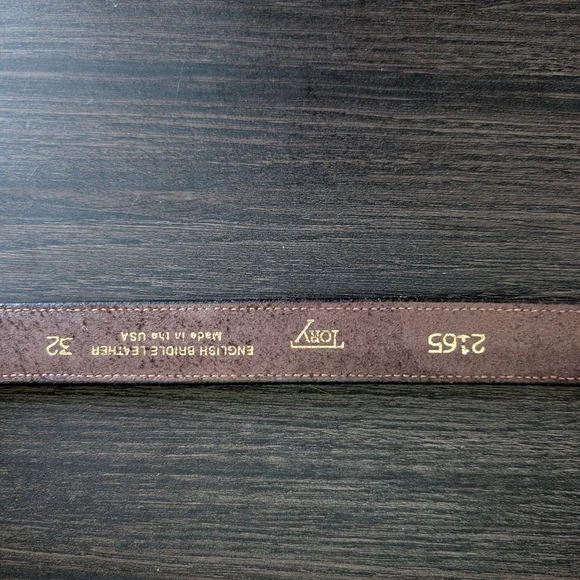 2165
TORY
ENGLISH BRIDLE LEATHER
Made in the USA
32